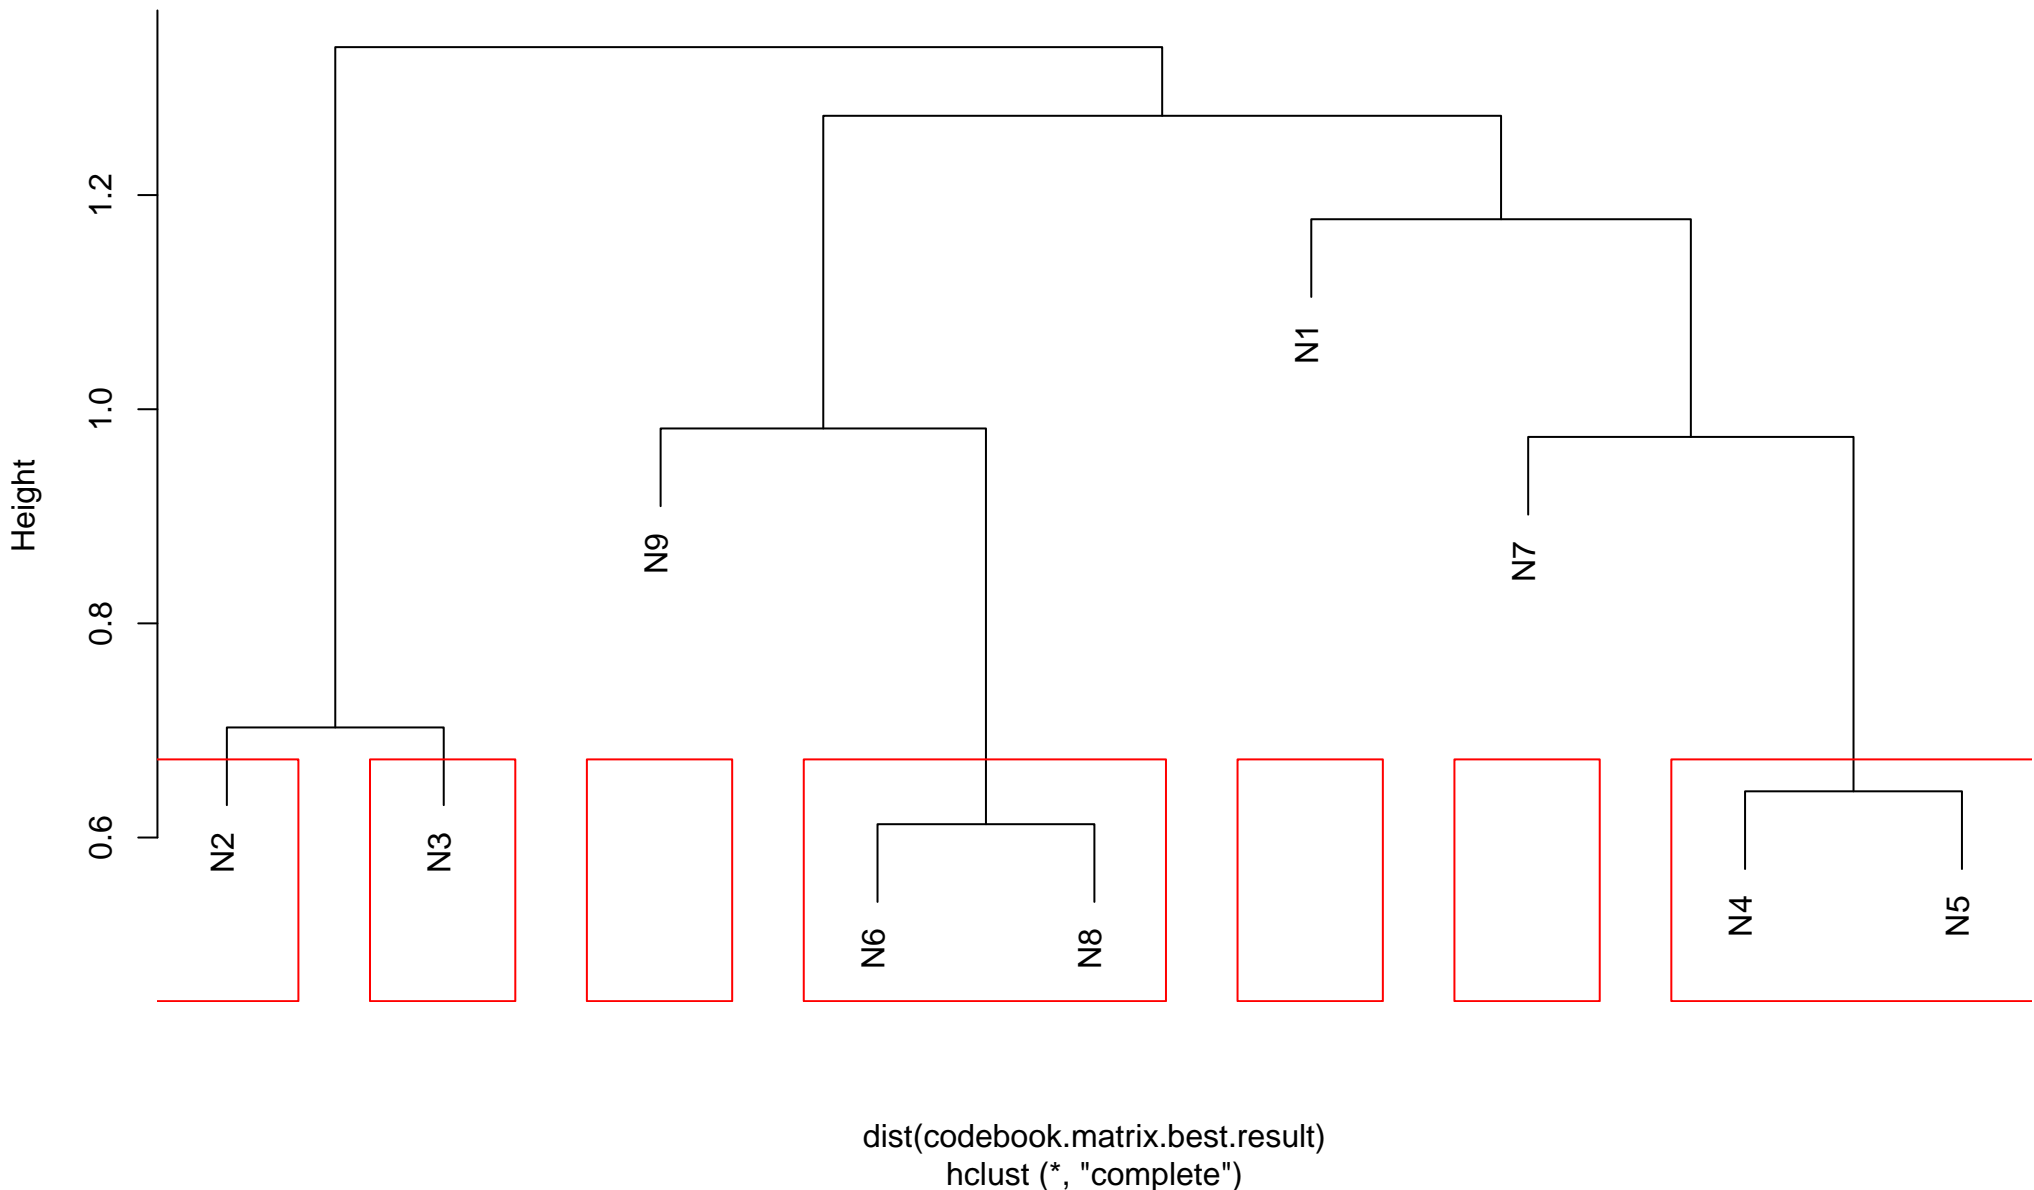 Height
1.2
1.0
0.8
0.6
N1
N9
N7
N2
N3
N6
N8
N4
N5
dist(codebook.matrix.best.result)
hclust (*, "complete")